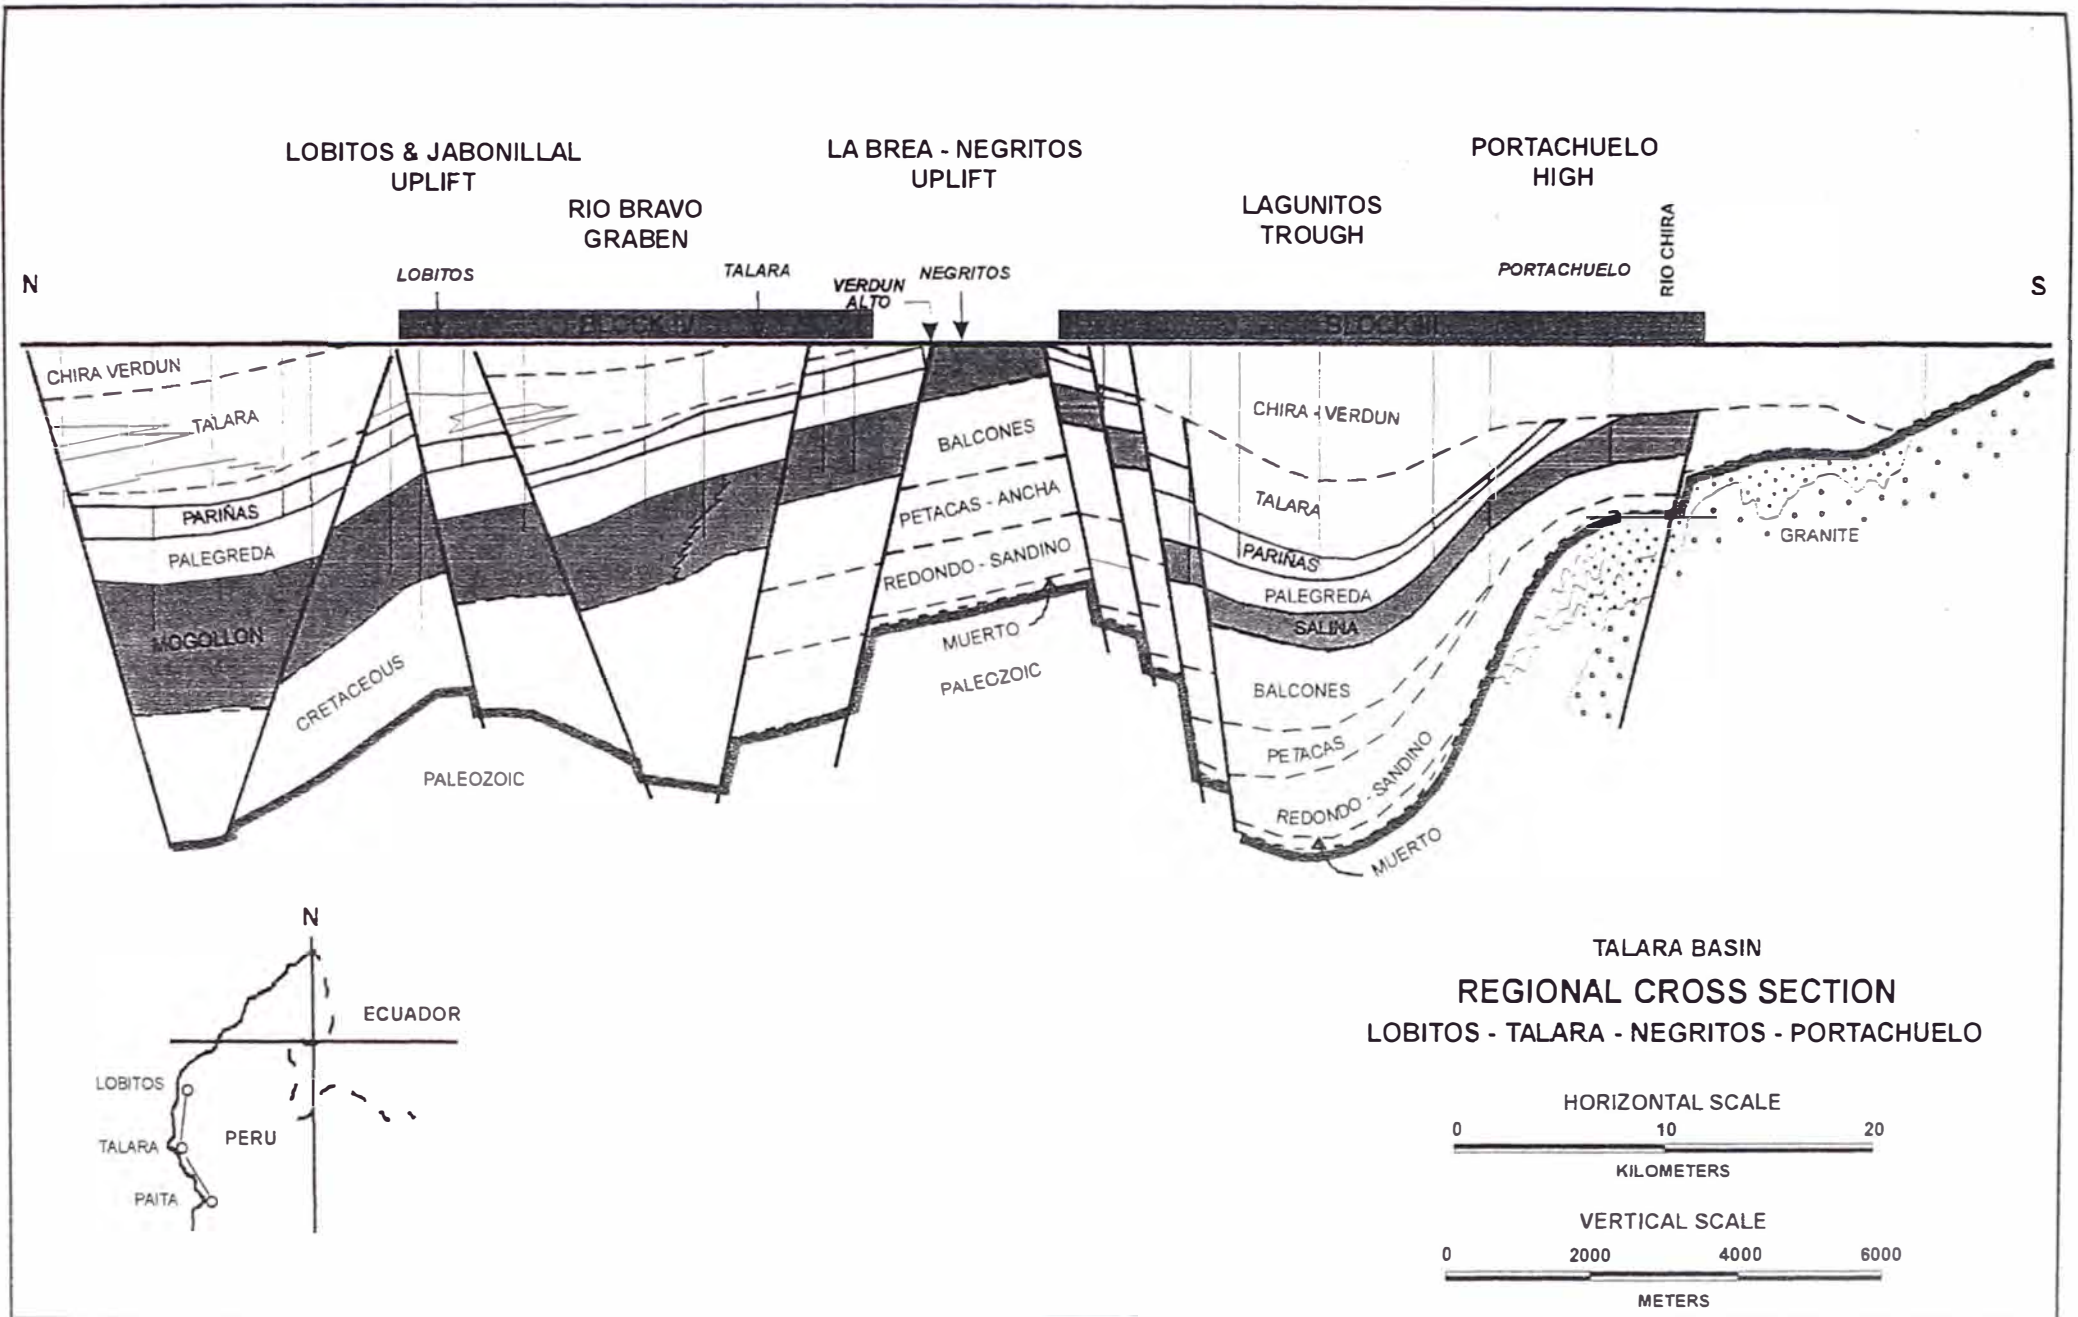 LOBITOS & JABONILLAL
UPLIFT
LA BREA - NEGRITOS
UPLIFT
PORTACHUELO
HIGH
RIO BRAVO
GRABEN
LAGUNITOS
TROUGH
RIO CHIRA
N
LOBITOS
TALARA
VERDUN
ALTO
NEGRITOS
PORTACHUELO
S
BLOCK IV
BLOCK III
CHIRA VERDUN
TALARA
PARIÑAS
PALEGREDA
MOGOLLON
CRETACEOUS
PALEOZOIC
BALCONES
PETACAS - ANCHA
REDONDO - SANDINO
MUERTO
PALEOZOIC
CHIRA - VERDUN
TALARA
PARIÑAS
PALEGREDA
SALINA
BALCONES
PETACAS
REDONDO - SANDINO
MUERTO
GRANITE
N
ECUADOR
LOBITOS
TALARA
PERU
PAITA
TALARA BASIN
REGIONAL CROSS SECTION
LOBITOS - TALARA - NEGRITOS - PORTACHUELO
HORIZONTAL SCALE
0 10 20
KILOMETERS
VERTICAL SCALE
0 2000 4000 6000
METERS